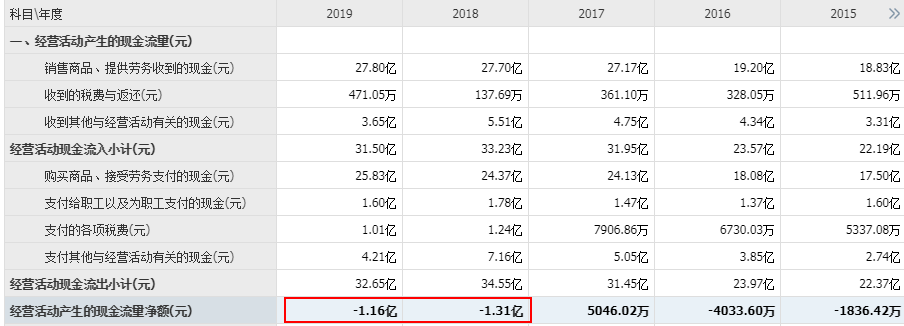 科目\年度 2019 2018 2017 2016 2015 >>
一、经营活动产生的现金流量(元)
销售商品、提供劳务收到的现金(元) 27.80亿 27.70亿 27.17亿 19.20亿 18.83亿
收到的税费与返还(元) 471.05万 137.69万 361.10万 328.05万 511.96万
收到其他与经营活动有关的现金(元) 3.65亿 5.51亿 4.75亿 4.34亿 3.31亿
经营活动现金流入小计(元) 31.50亿 33.23亿 31.95亿 23.57亿 22.19亿
购买商品、接受劳务支付的现金(元) 25.83亿 24.37亿 24.13亿 18.08亿 17.50亿
支付给职工以及为职工支付的现金(元) 1.60亿 1.78亿 1.47亿 1.37亿 1.60亿
支付的各项税费(元) 1.01亿 1.24亿 7906.86万 6730.03万 5337.08万
支付其他与经营活动有关的现金(元) 4.21亿 7.16亿 5.05亿 3.85亿 2.74亿
经营活动现金流出小计(元) 32.65亿 34.55亿 31.45亿 23.97亿 22.37亿
经营活动产生的现金流量净额(元) -1.16亿 -1.31亿 5046.02万 -4033.60万 -1836.42万